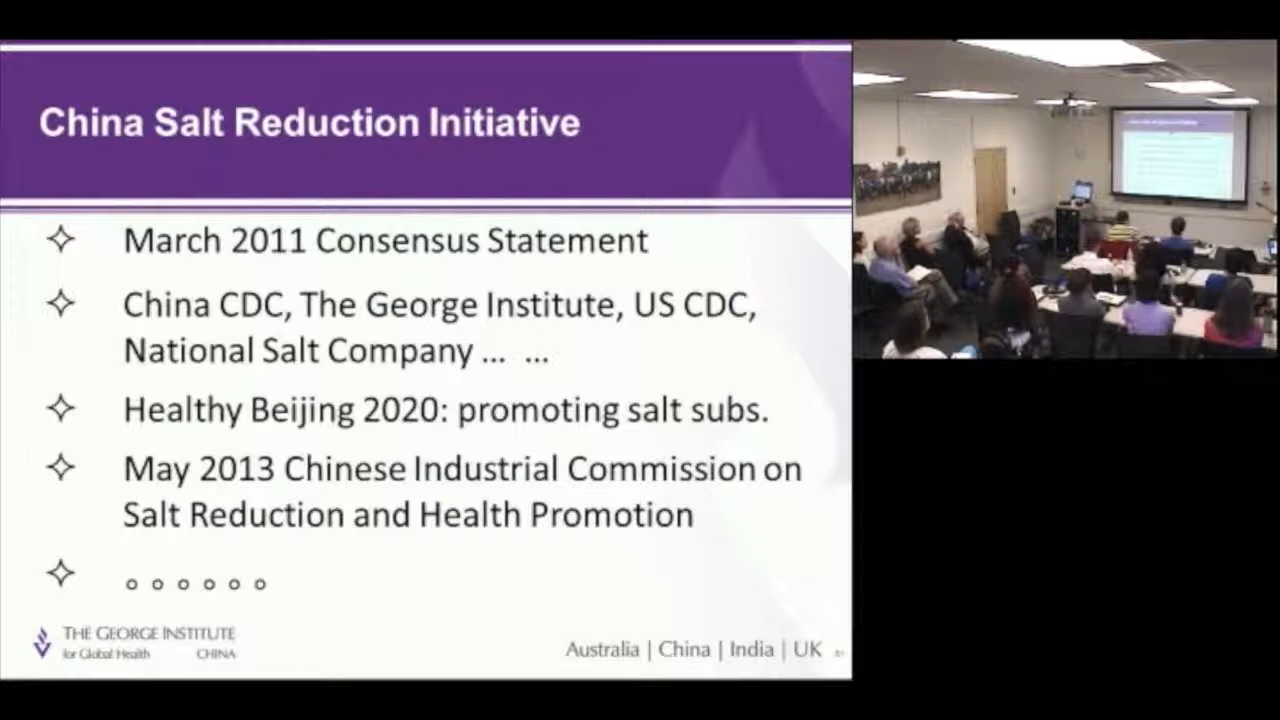 China Salt Reduction Initiative
March 2011 Consensus Statement
China CDC, The George Institute, US CDC,
National Salt Company ... ...
Healthy Beijing 2020: promoting salt subs.
May 2013 Chinese Industrial Commission on
Salt Reduction and Health Promotion
。。。。。。
THE GEORGE INSTITUTE
for Global Health CHINA
Australia | China | India | UK